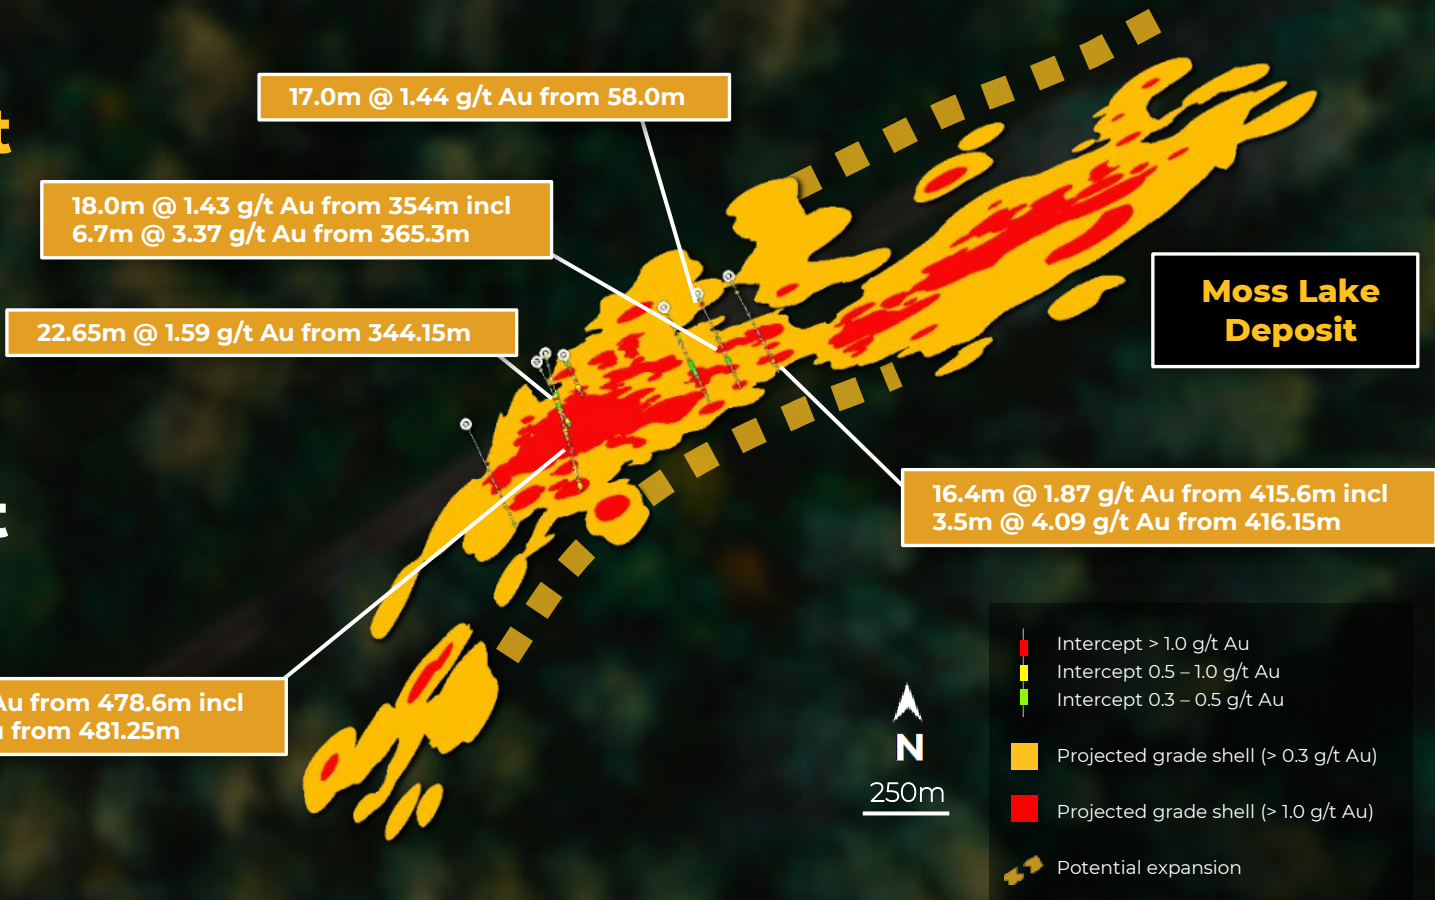 17.0m @ 1.44 g/t Au from 58.0m
t
18.0m @ 1.43 g/t Au from 354m incl
6.7m @ 3.37 g/t Au from 365.3m
Moss Lake
Deposit
22.65m @ 1.59 g/t Au from 344.15m
16.4m @ 1.87 g/t Au from 415.6m incl
3.5m @ 4.09 g/t Au from 416.15m
t
Au from 478.6m incl
from 481.25m
N
250m
Intercept > 1.0 g/t Au
Intercept 0.5 – 1.0 g/t Au
Intercept 0.3 – 0.5 g/t Au
Projected grade shell (> 0.3 g/t Au)
Projected grade shell (> 1.0 g/t Au)
Potential expansion